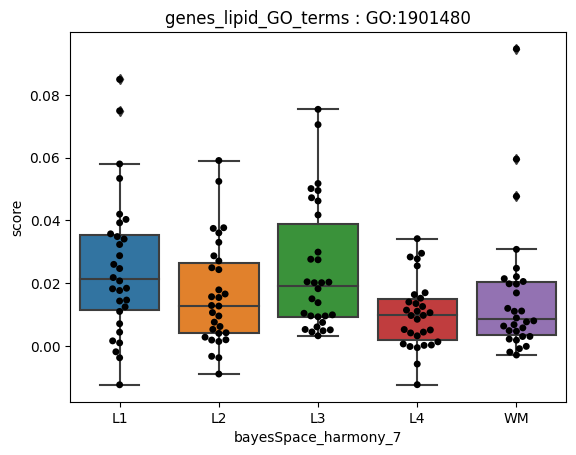 genes_lipid_GO_terms : GO:1901480
score
0.08
0.06
0.04
0.02
0.00
L1 L2 L3 L4 WM
bayesSpace_harmony_7